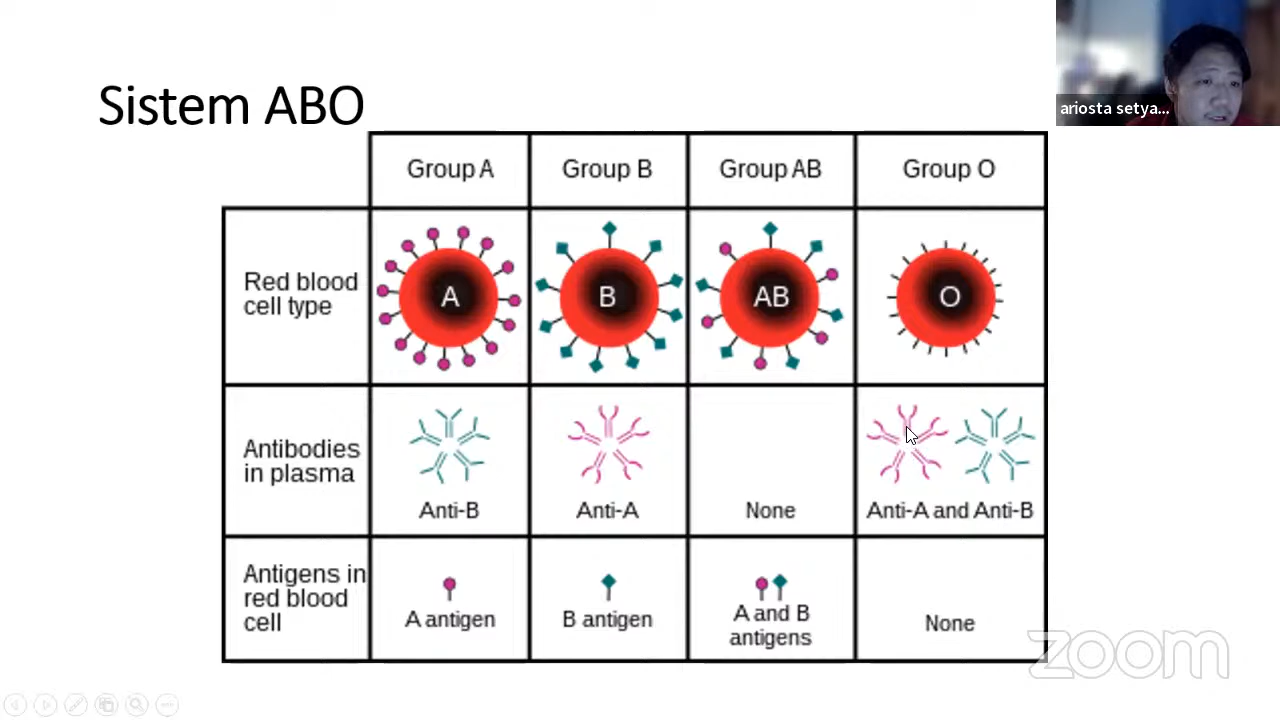 Sistem ABO
ariosta setya...
Group A
Group B
Group AB
Group O
Red blood
cell type
A
B
AB
O
Antibodies
in plasma
Anti-B
Anti-A
None
Anti-A and Anti-B
Antigens in
red blood
cell
A antigen
B antigen
A and B
antigens
None
zoom